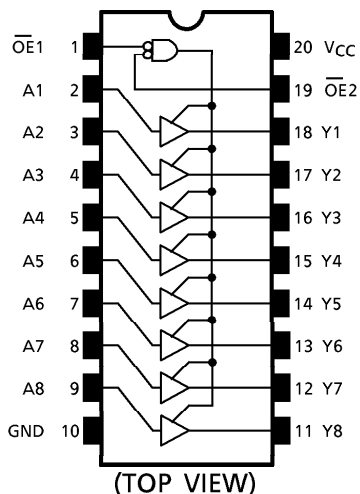 O̅E̅1 1 20 VCC
A1 2 19 O̅E̅2
A2 3 18 Y1
A3 4 17 Y2
A4 5 16 Y3
A5 6 15 Y4
A6 7 14 Y5
A7 8 13 Y6
A8 9 12 Y7
GND 10 11 Y8
(TOP VIEW)